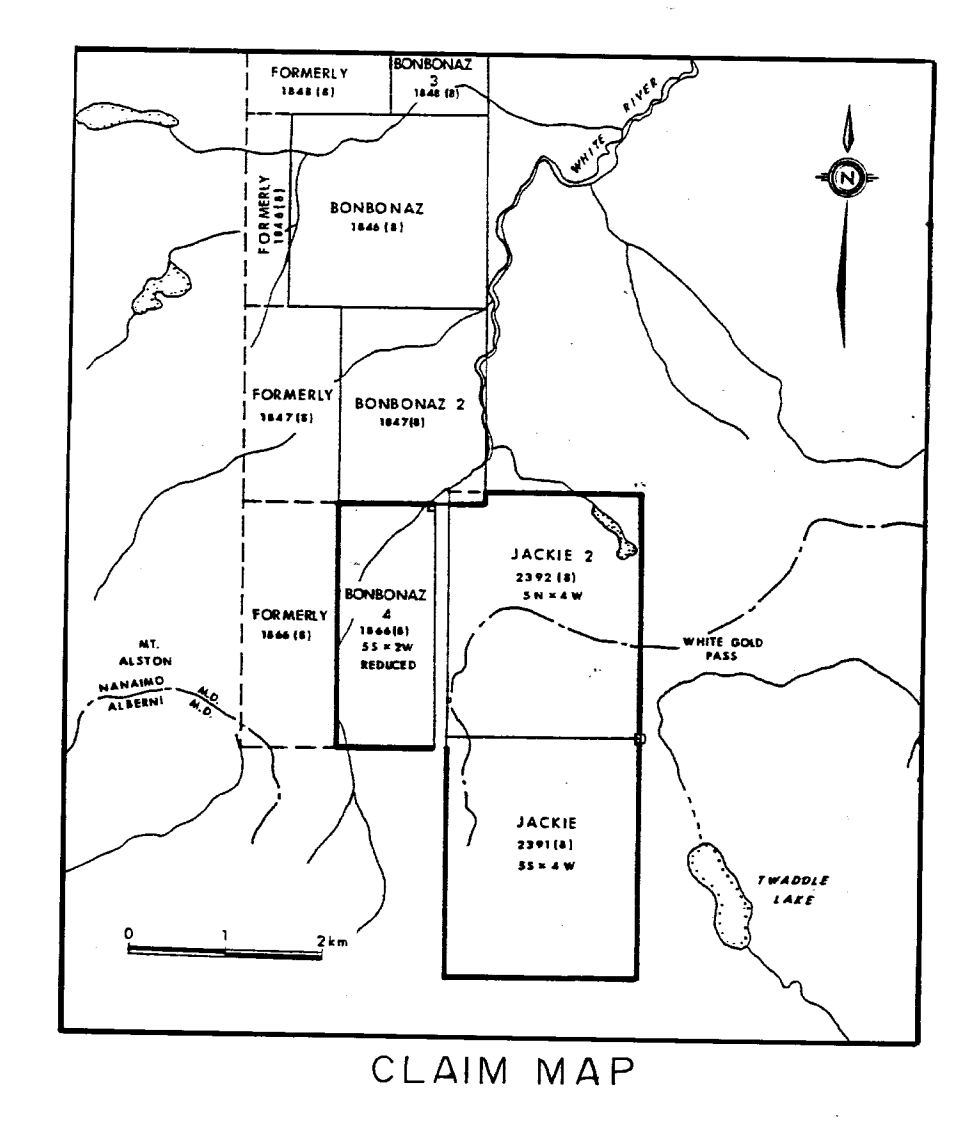 FORMERLY
1848 (8)
BONBONAZ
3
1848 (8)
WHITE RIVER
N
FORMERLY
1846 (8)
BONBONAZ
1846 (8)
FORMERLY
1847 (8)
BONBONAZ 2
1847(8)
JACKIE 2
2392 (8)
5N × 4W
FORMERLY
1866 (8)
BONBONAZ
4
1866(8)
5S × 2W
REDUCED
WHITE GOLD
PASS
MT.
ALSTON
NANAIMO M.D.
ALBERNI M.D.
JACKIE
2391 (8)
5S × 4W
TWADDLE
LAKE
0 1 2 km
CLAIM MAP